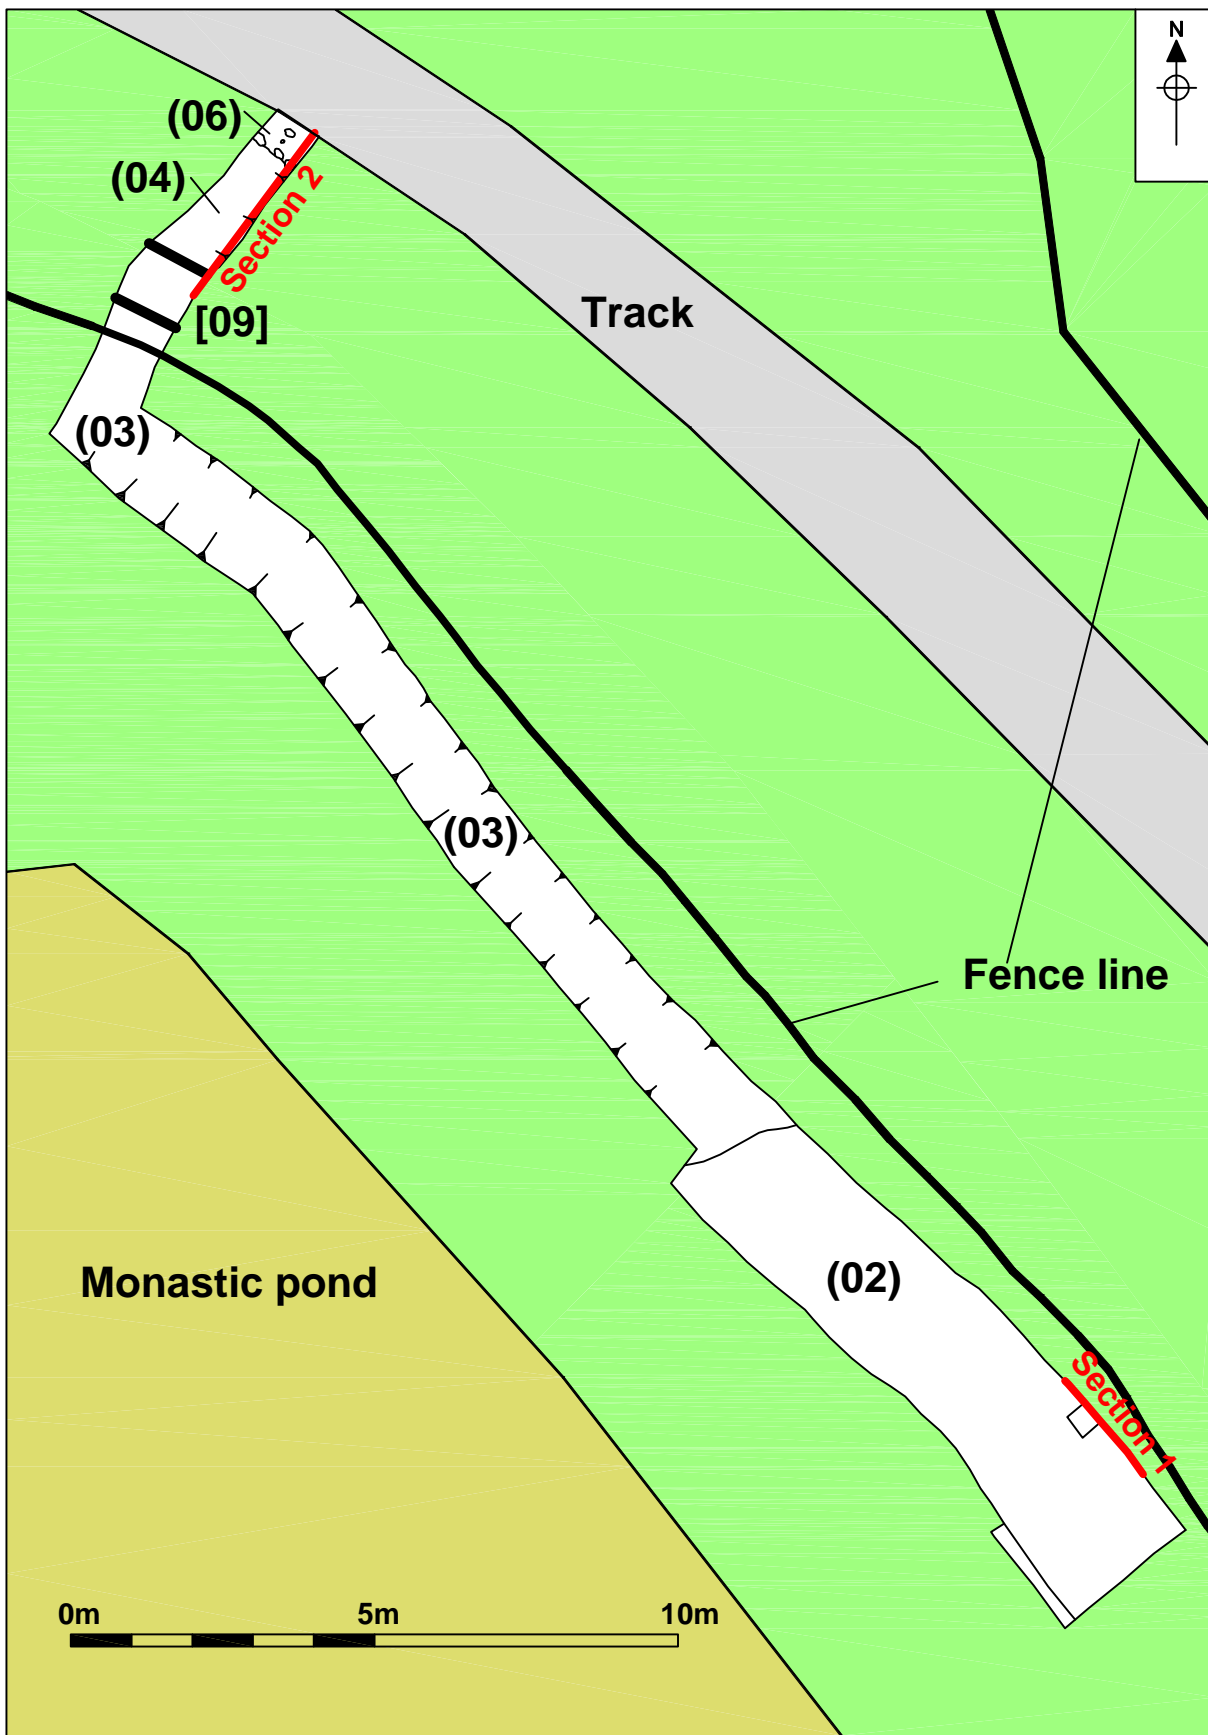 N
(06)
(04)
Section 2
[09]
Track
(03)
(03)
Fence line
Monastic pond
(02)
Section 1
0m 5m 10m